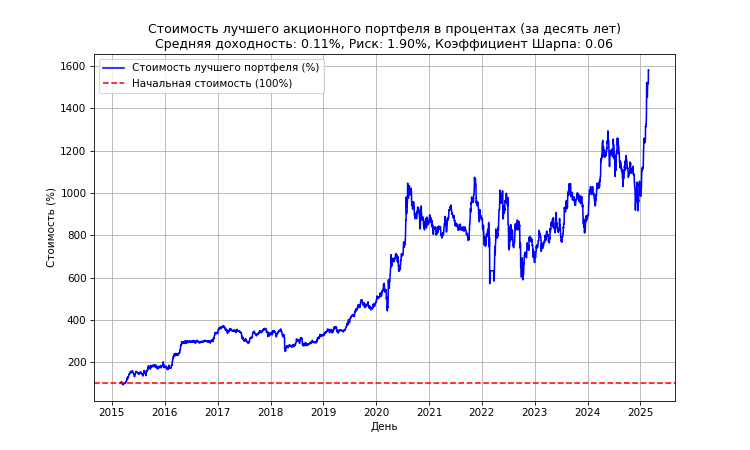 Стоимость лучшего акционного портфеля в процентах (за десять лет)
Средняя доходность: 0.11%, Риск: 1.90%, Коэффициент Шарпа: 0.06
Стоимость лучшего портфеля (%)
Начальная стоимость (100%)
Стоимость (%)
1600
1400
1200
1000
800
600
400
200
2015 2016 2017 2018 2019 2020 2021 2022 2023 2024 2025
День